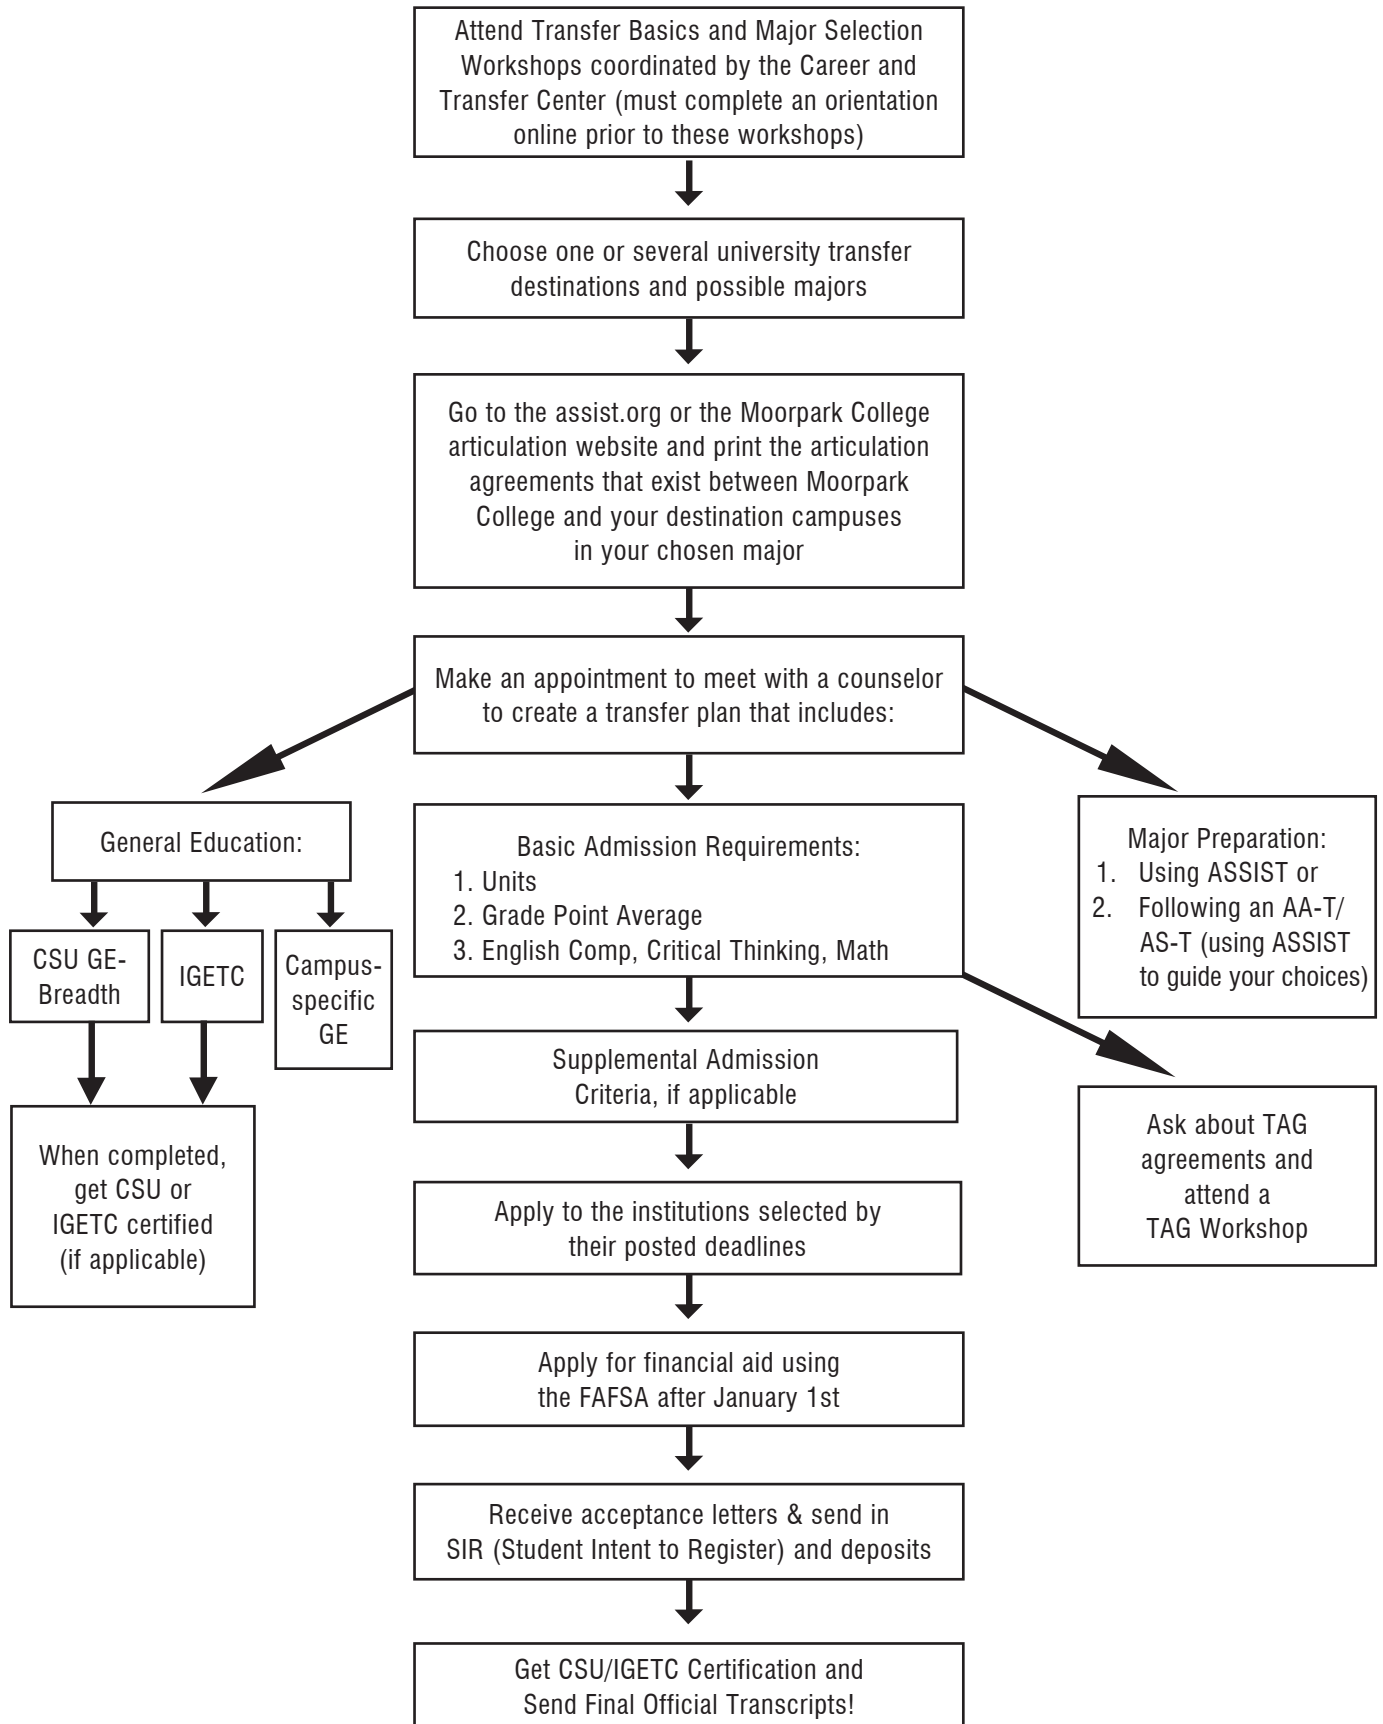 Attend Transfer Basics and Major Selection
Workshops coordinated by the Career and
Transfer Center (must complete an orientation
online prior to these workshops)
Choose one or several university transfer
destinations and possible majors
Go to the assist.org or the Moorpark College
articulation website and print the articulation
agreements that exist between Moorpark
College and your destination campuses
in your chosen major
Make an appointment to meet with a counselor
to create a transfer plan that includes:
General Education:
CSU GE-
Breadth
IGETC
Campus-
specific
GE
When completed,
get CSU or
IGETC certified
(if applicable)
Basic Admission Requirements:
1. Units
2. Grade Point Average
3. English Comp, Critical Thinking, Math
Major Preparation:
1. Using ASSIST or
2. Following an AA-T/
AS-T (using ASSIST
to guide your choices)
Ask about TAG
agreements and
attend a
TAG Workshop
Supplemental Admission
Criteria, if applicable
Apply to the institutions selected by
their posted deadlines
Apply for financial aid using
the FAFSA after January 1st
Receive acceptance letters & send in
SIR (Student Intent to Register) and deposits
Get CSU/IGETC Certification and
Send Final Official Transcripts!